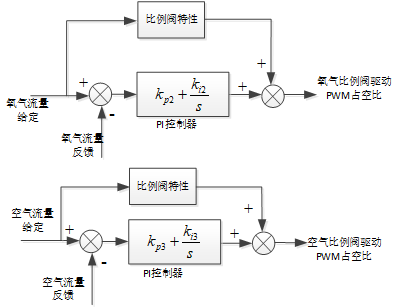 比例阀特性
+
氧气流量
给定
+
-
k_{p2} + \frac{k_{i2}}{s}
+
氧气比例阀驱动
PWM占空比
氧气流量
反馈
PI控制器
比例阀特性
+
空气流量
给定
+
-
k_{p3} + \frac{k_{i3}}{s}
+
空气比例阀驱动
PWM占空比
空气流量
反馈
PI控制器